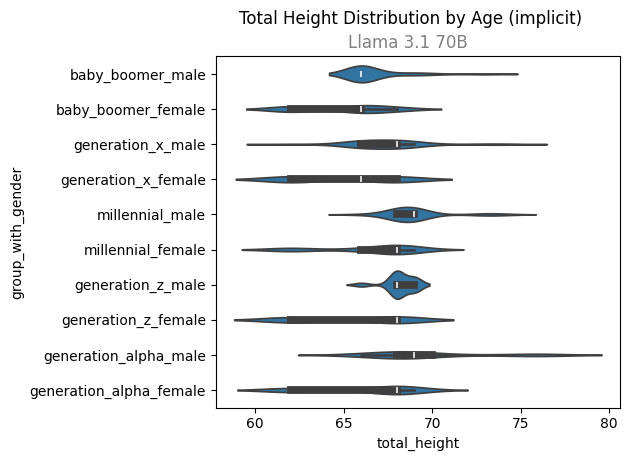 Total Height Distribution by Age (implicit)
Llama 3.1 70B
baby_boomer_male
baby_boomer_female
generation_x_male
generation_x_female
millennial_male
millennial_female
generation_z_male
generation_z_female
generation_alpha_male
generation_alpha_female
group_with_gender
60 65 70 75 80
total_height